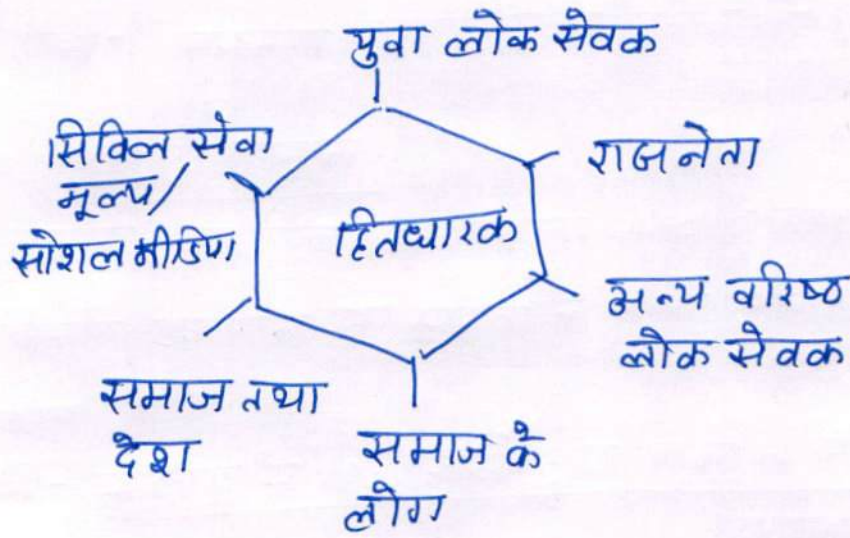 युवा लोक सेवक
राजनेता
अन्य वरिष्ठ
लोक सेवक
समाज के
लोग
समाज तथा
देश
सिविल सेवा
मूल्य/
सोशल मीडिया
हितधारक